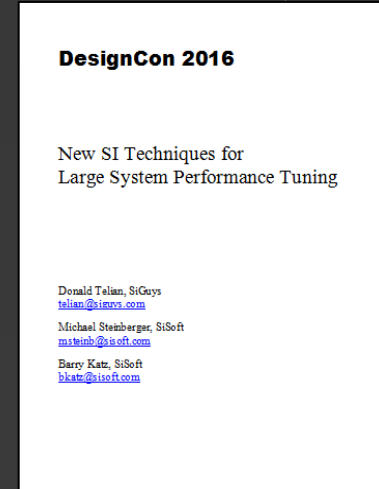 DesignCon 2016
New SI Techniques for
Large System Performance Tuning
Donald Telian, SiGuys
telian@siguys.com
Michael Steinberger, SiSoft
msteinb@sisoft.com
Barry Katz, SiSoft
bkatz@sisoft.com